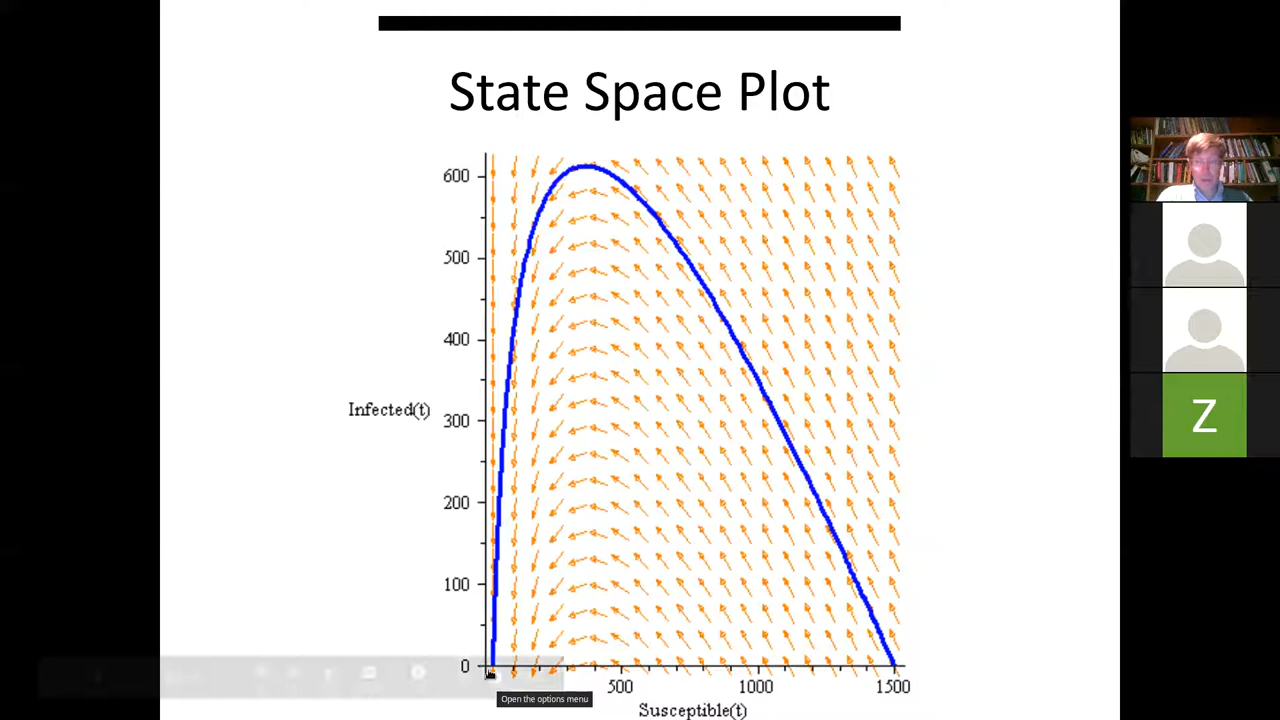 State Space Plot
600
500
400
Infected(t)
300
200
100
0
500
1000
1500
Susceptible(t)
Open the options menu
Z